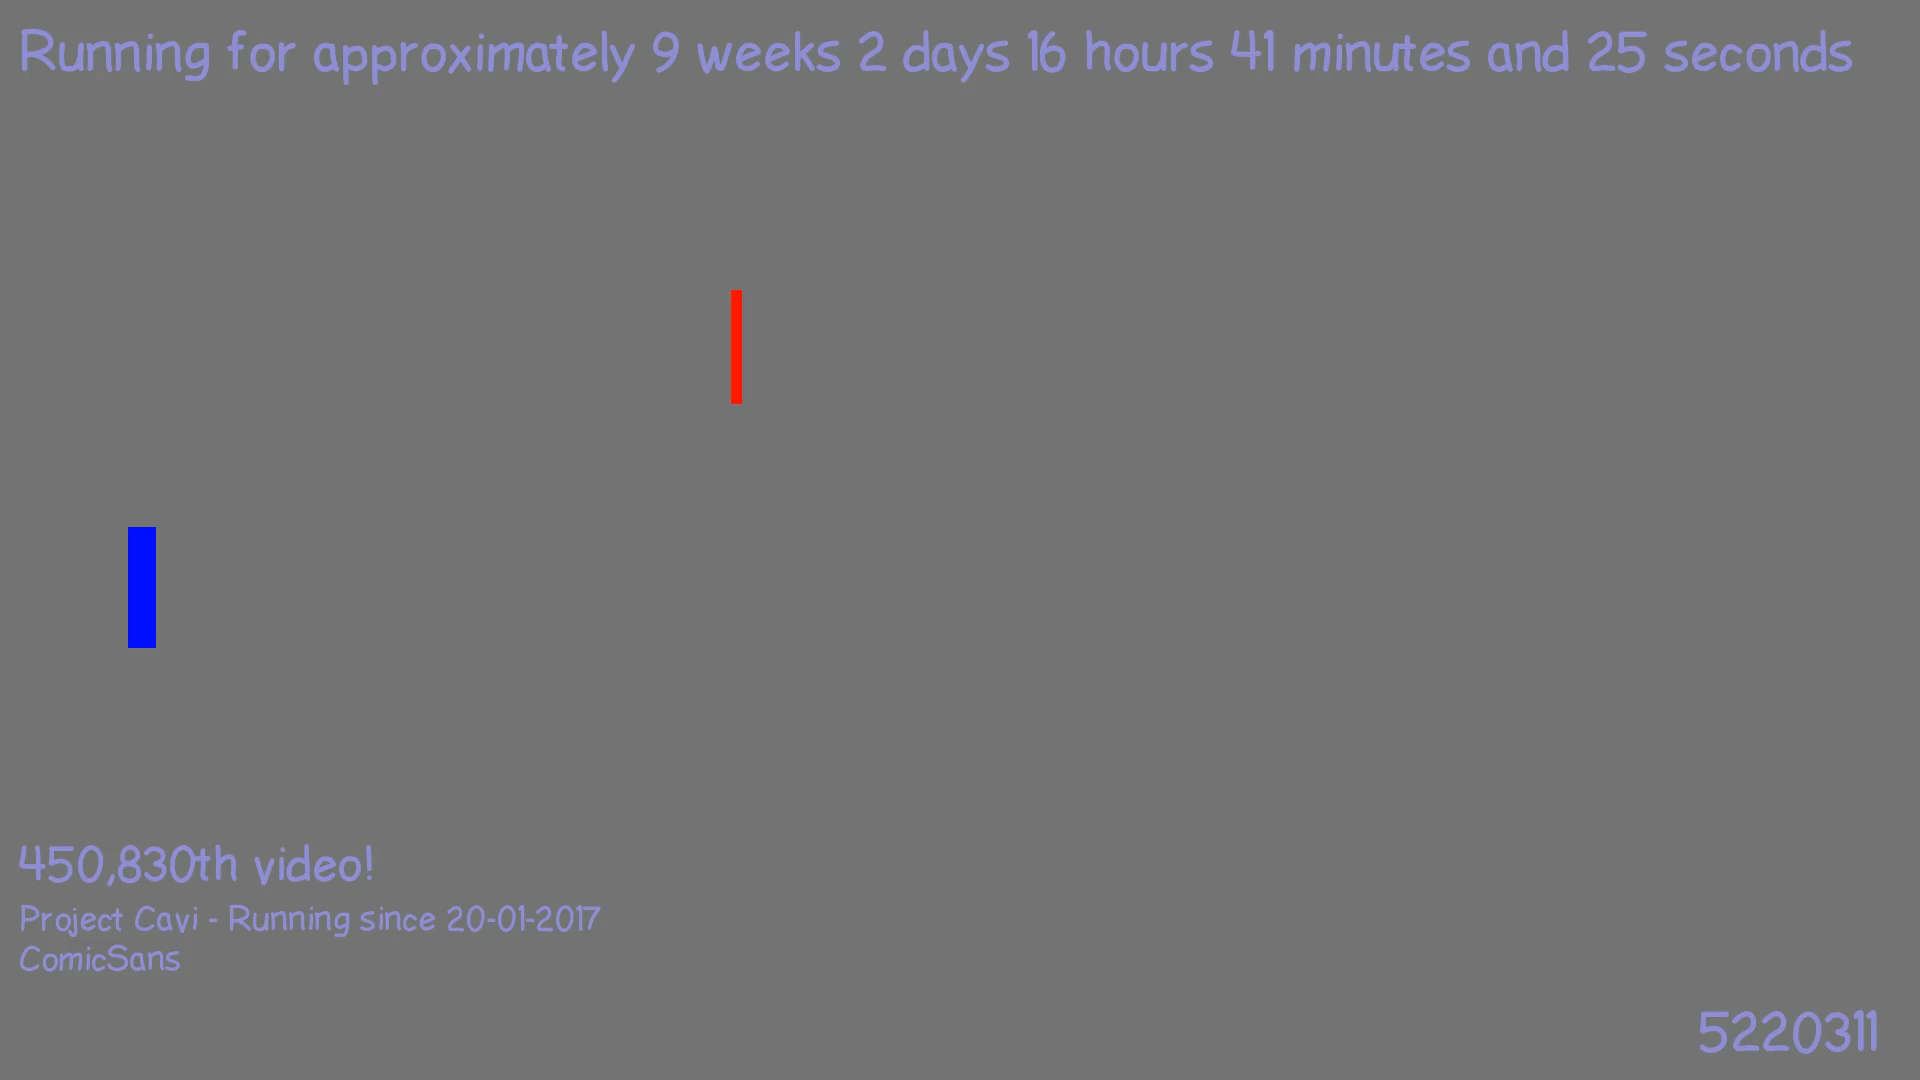 Running for approximately 9 weeks 2 days 16 hours 41 minutes and 25 seconds
450,830th video!
Project Cavi - Running since 20-01-2017
ComicSans
5220311